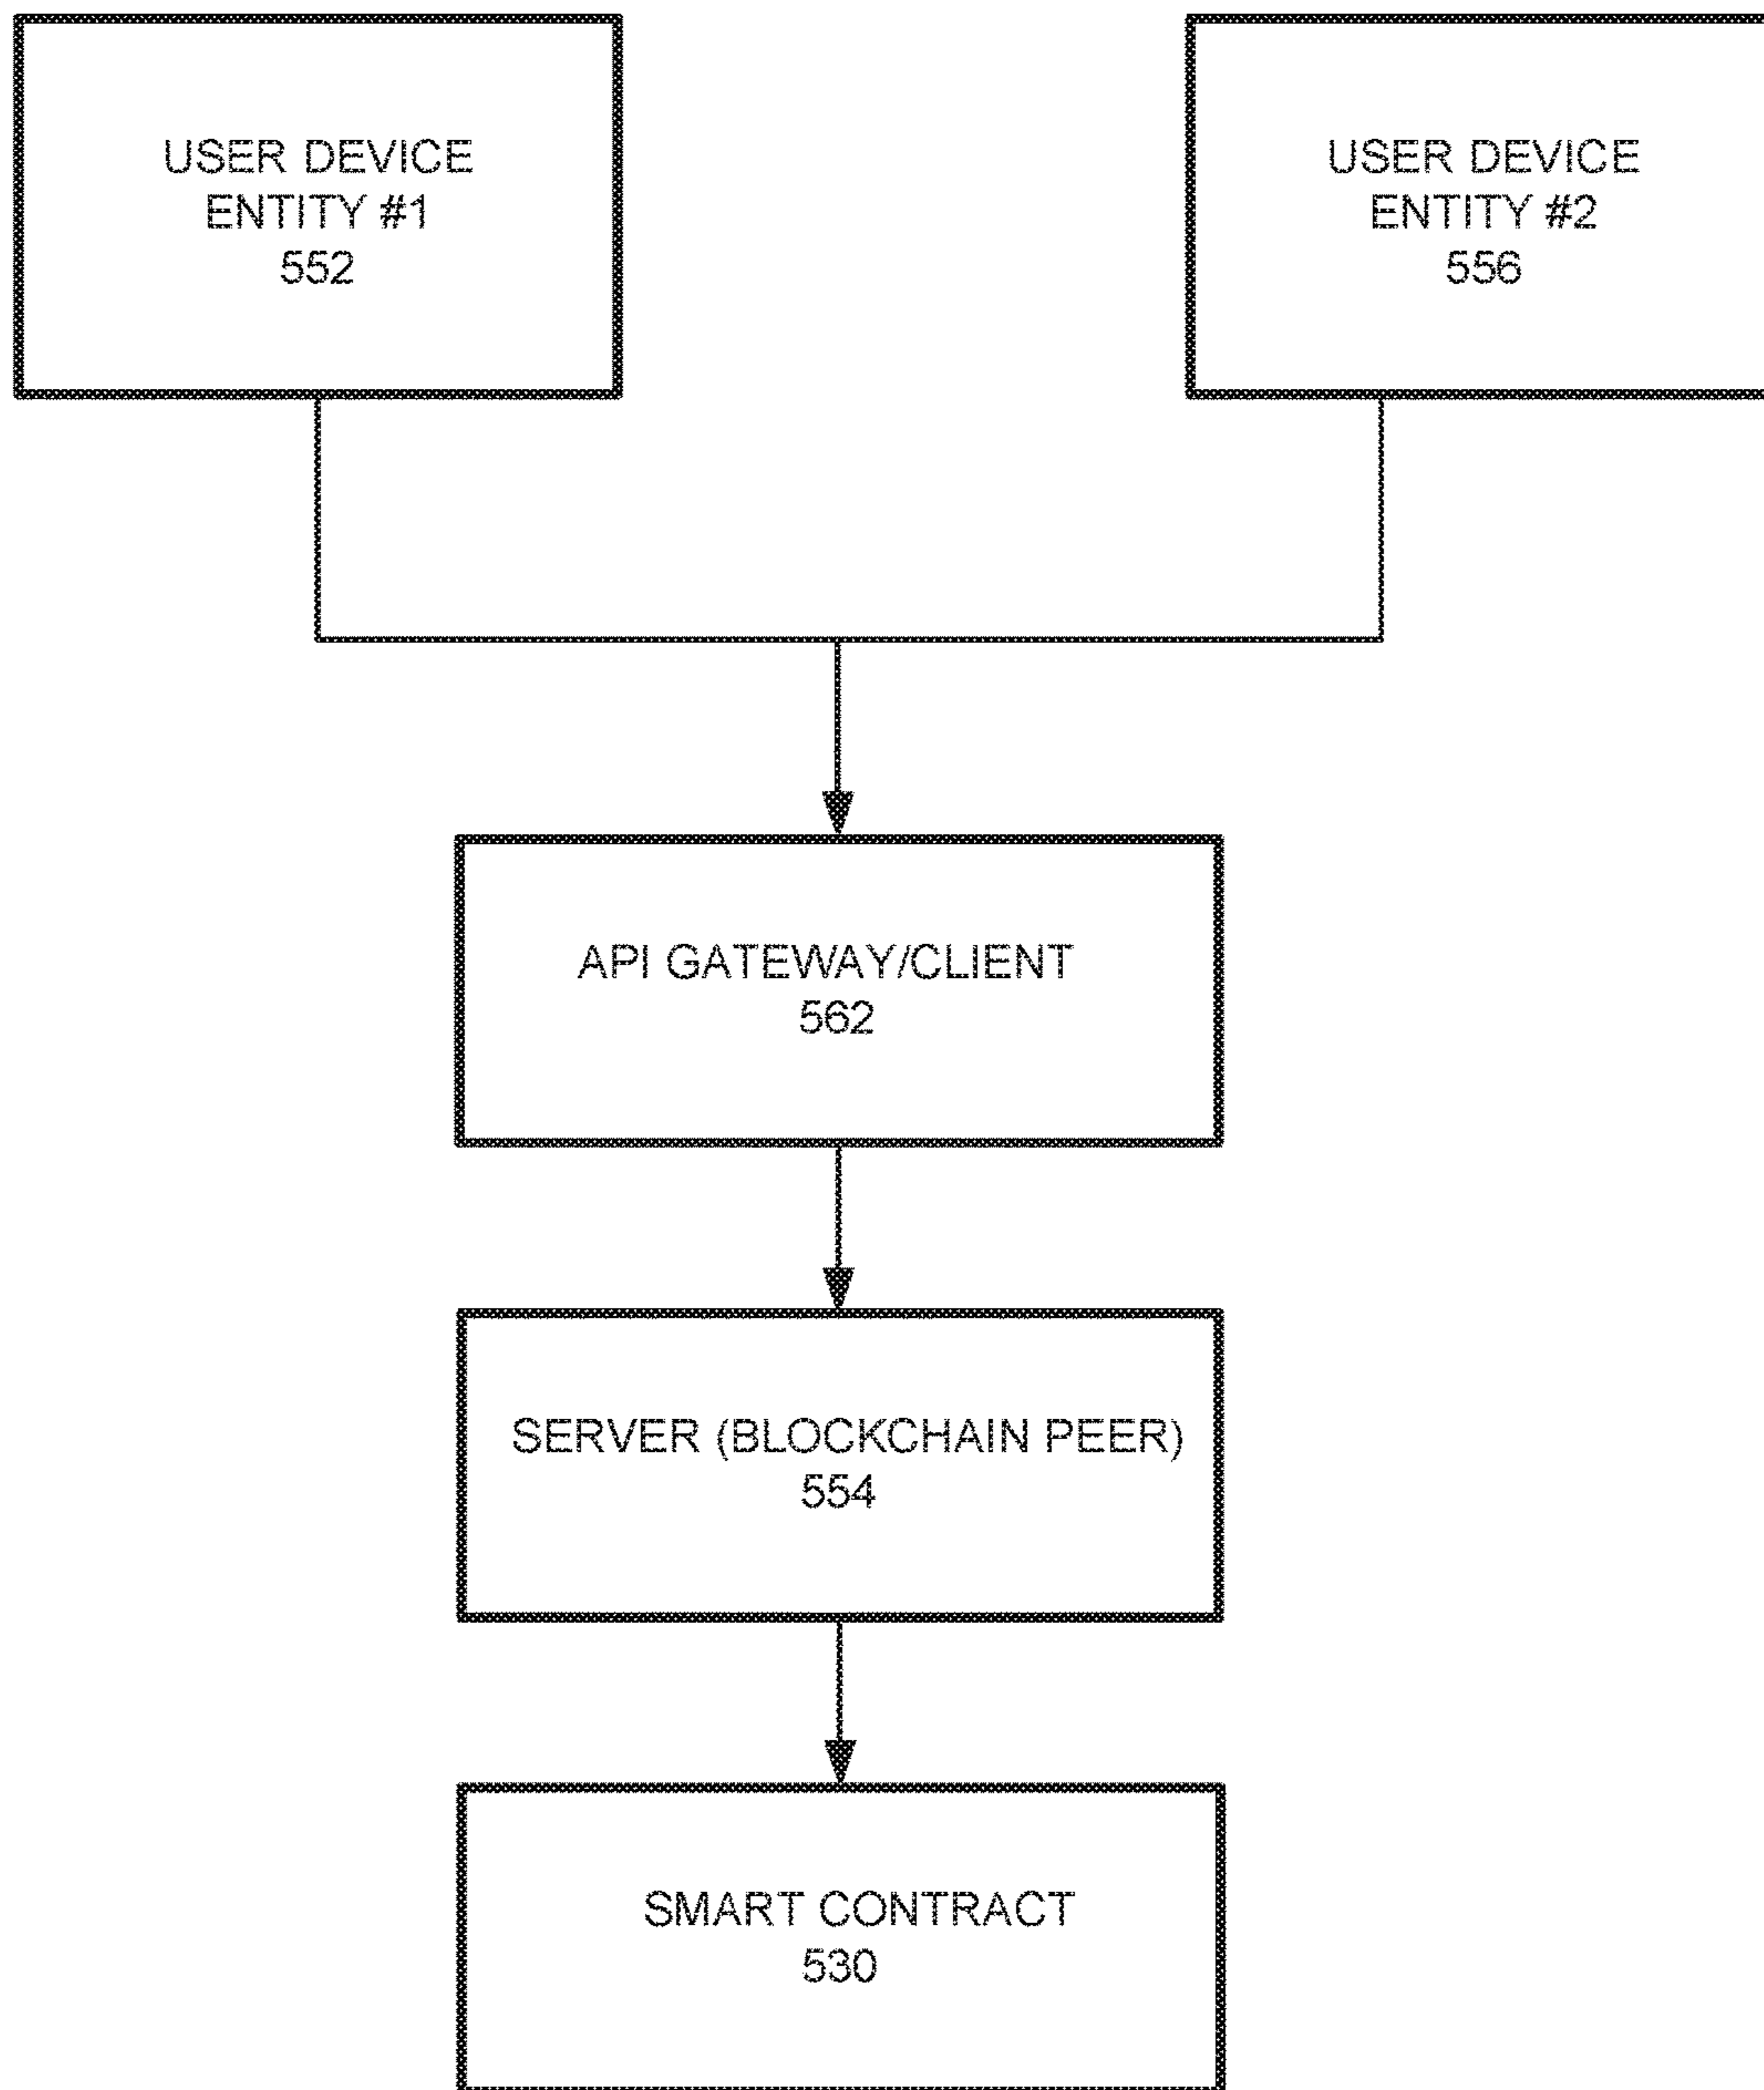 USER DEVICE
ENTITY #1
552
USER DEVICE
ENTITY #2
556
API GATEWAY/CLIENT
562
SERVER (BLOCKCHAIN PEER)
554
SMART CONTRACT
530